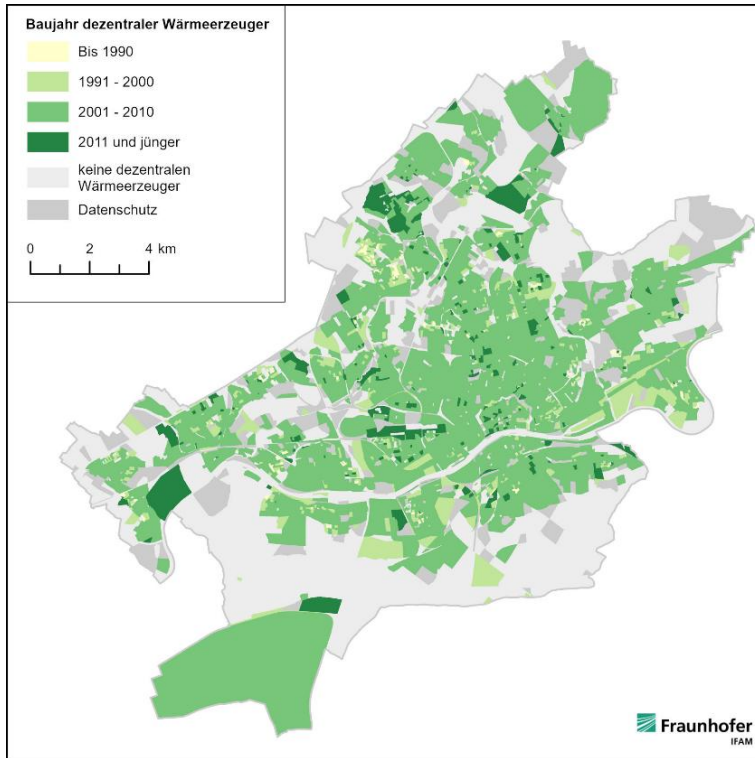 Baujahr dezentraler Wärmeerzeuger
Bis 1990
1991 - 2000
2001 - 2010
2011 und jünger
keine dezentralen
Wärmeerzeuger
Datenschutz
0 2 4 km
Fraunhofer
IFAM